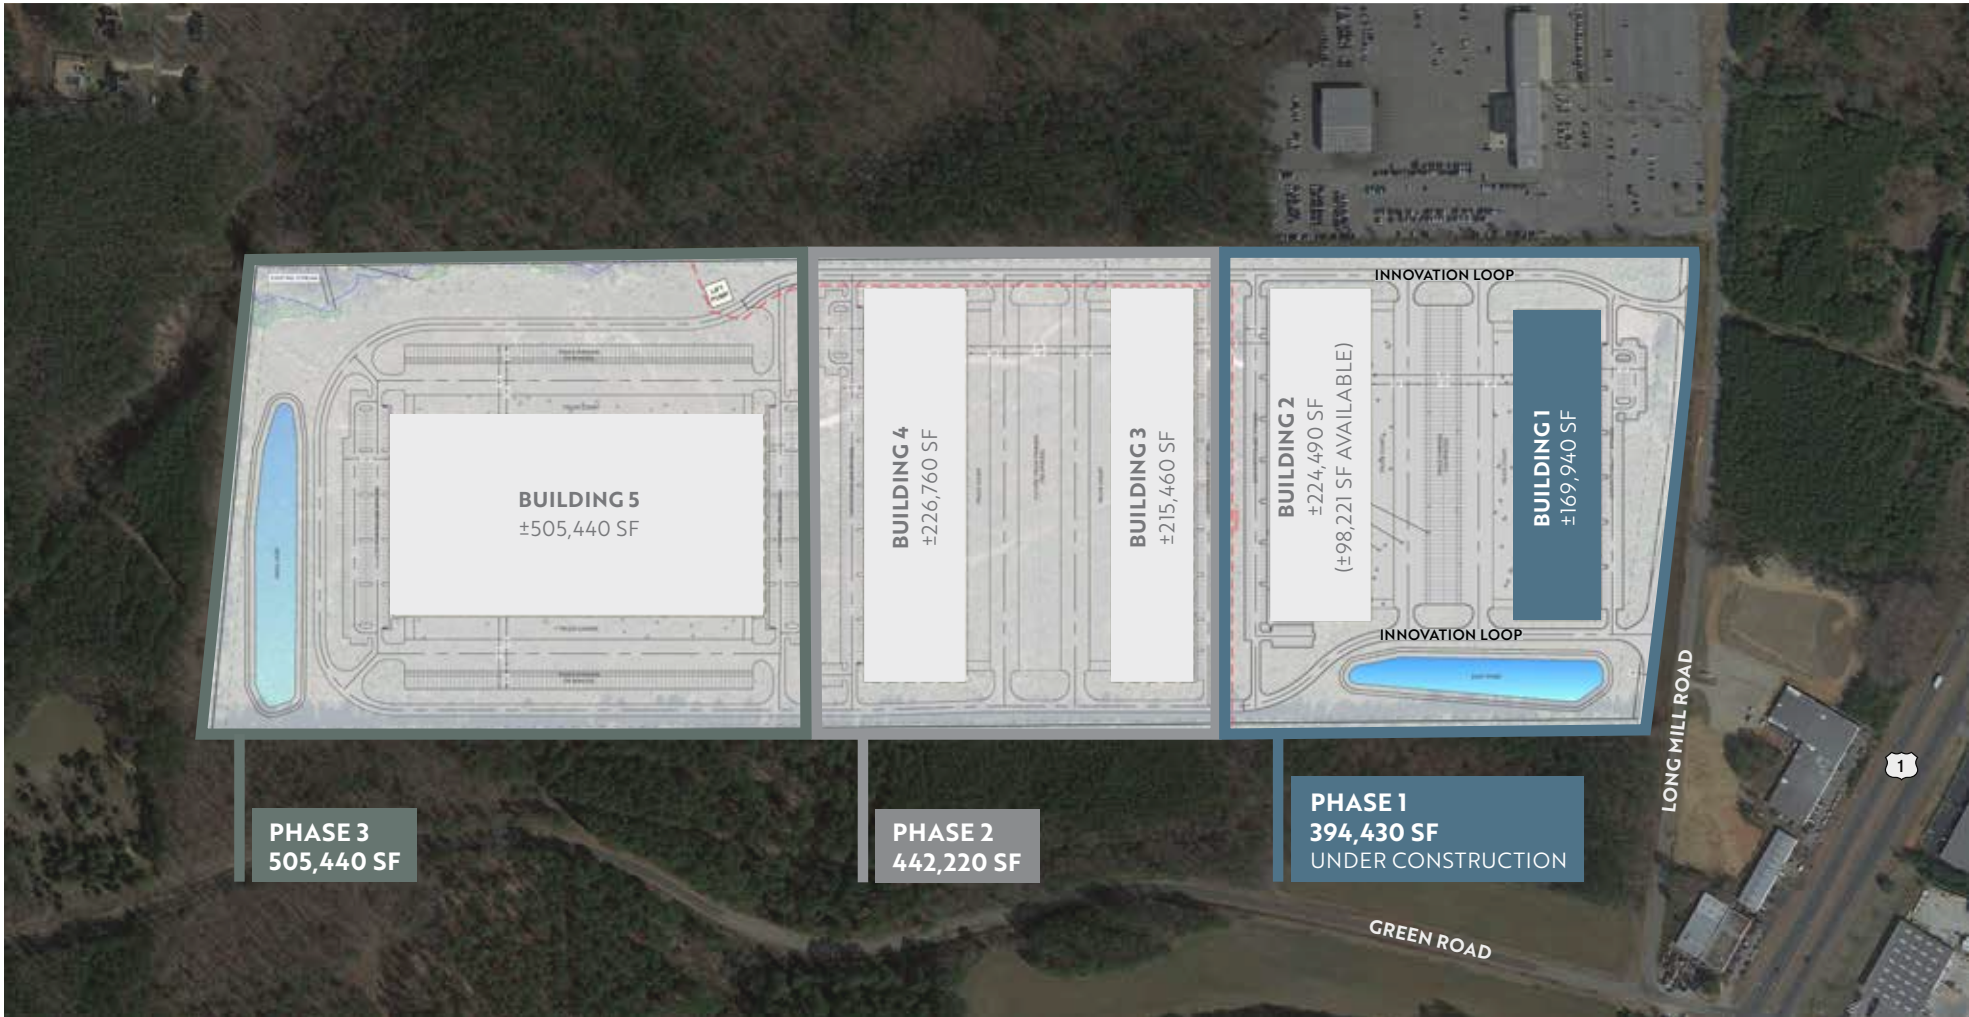 INNOVATION LOOP
LIFT
PUMP
BUILDING 5
±505,440 SF
BUILDING 4
±226,760 SF
BUILDING 3
±215,460 SF
BUILDING 2
±224,490 SF
(±98,221 SF AVAILABLE)
BUILDING 1
±169,940 SF
INNOVATION LOOP
LONG MILL ROAD
1
PHASE 3
505,440 SF
PHASE 2
442,220 SF
PHASE 1
394,430 SF
UNDER CONSTRUCTION
GREEN ROAD